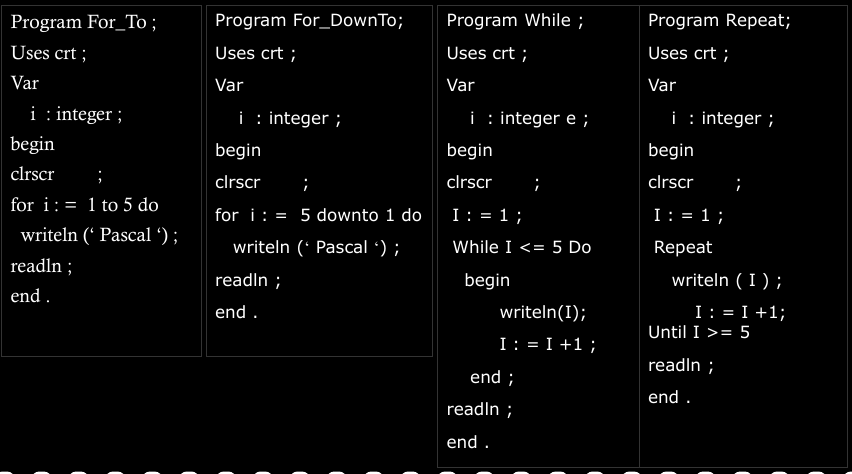 Program For_To ;
Uses crt ;
Var
i : integer ;
begin
clrscr ;
for i : = 1 to 5 do
writeln (‘ Pascal ‘) ;
readln ;
end .
Program For_DownTo;
Uses crt ;
Var
i : integer ;
begin
clrscr ;
for i : = 5 downto 1 do
writeln (‘ Pascal ‘) ;
readln ;
end .
Program While ;
Uses crt ;
Var
i : integer e ;
begin
clrscr ;
I : = 1 ;
While I <= 5 Do
begin
writeln(I);
I : = I +1 ;
end ;
readln ;
end .
Program Repeat;
Uses crt ;
Var
i : integer ;
begin
clrscr ;
I : = 1 ;
Repeat
writeln ( I ) ;
I : = I +1;
Until I >= 5
readln ;
end .